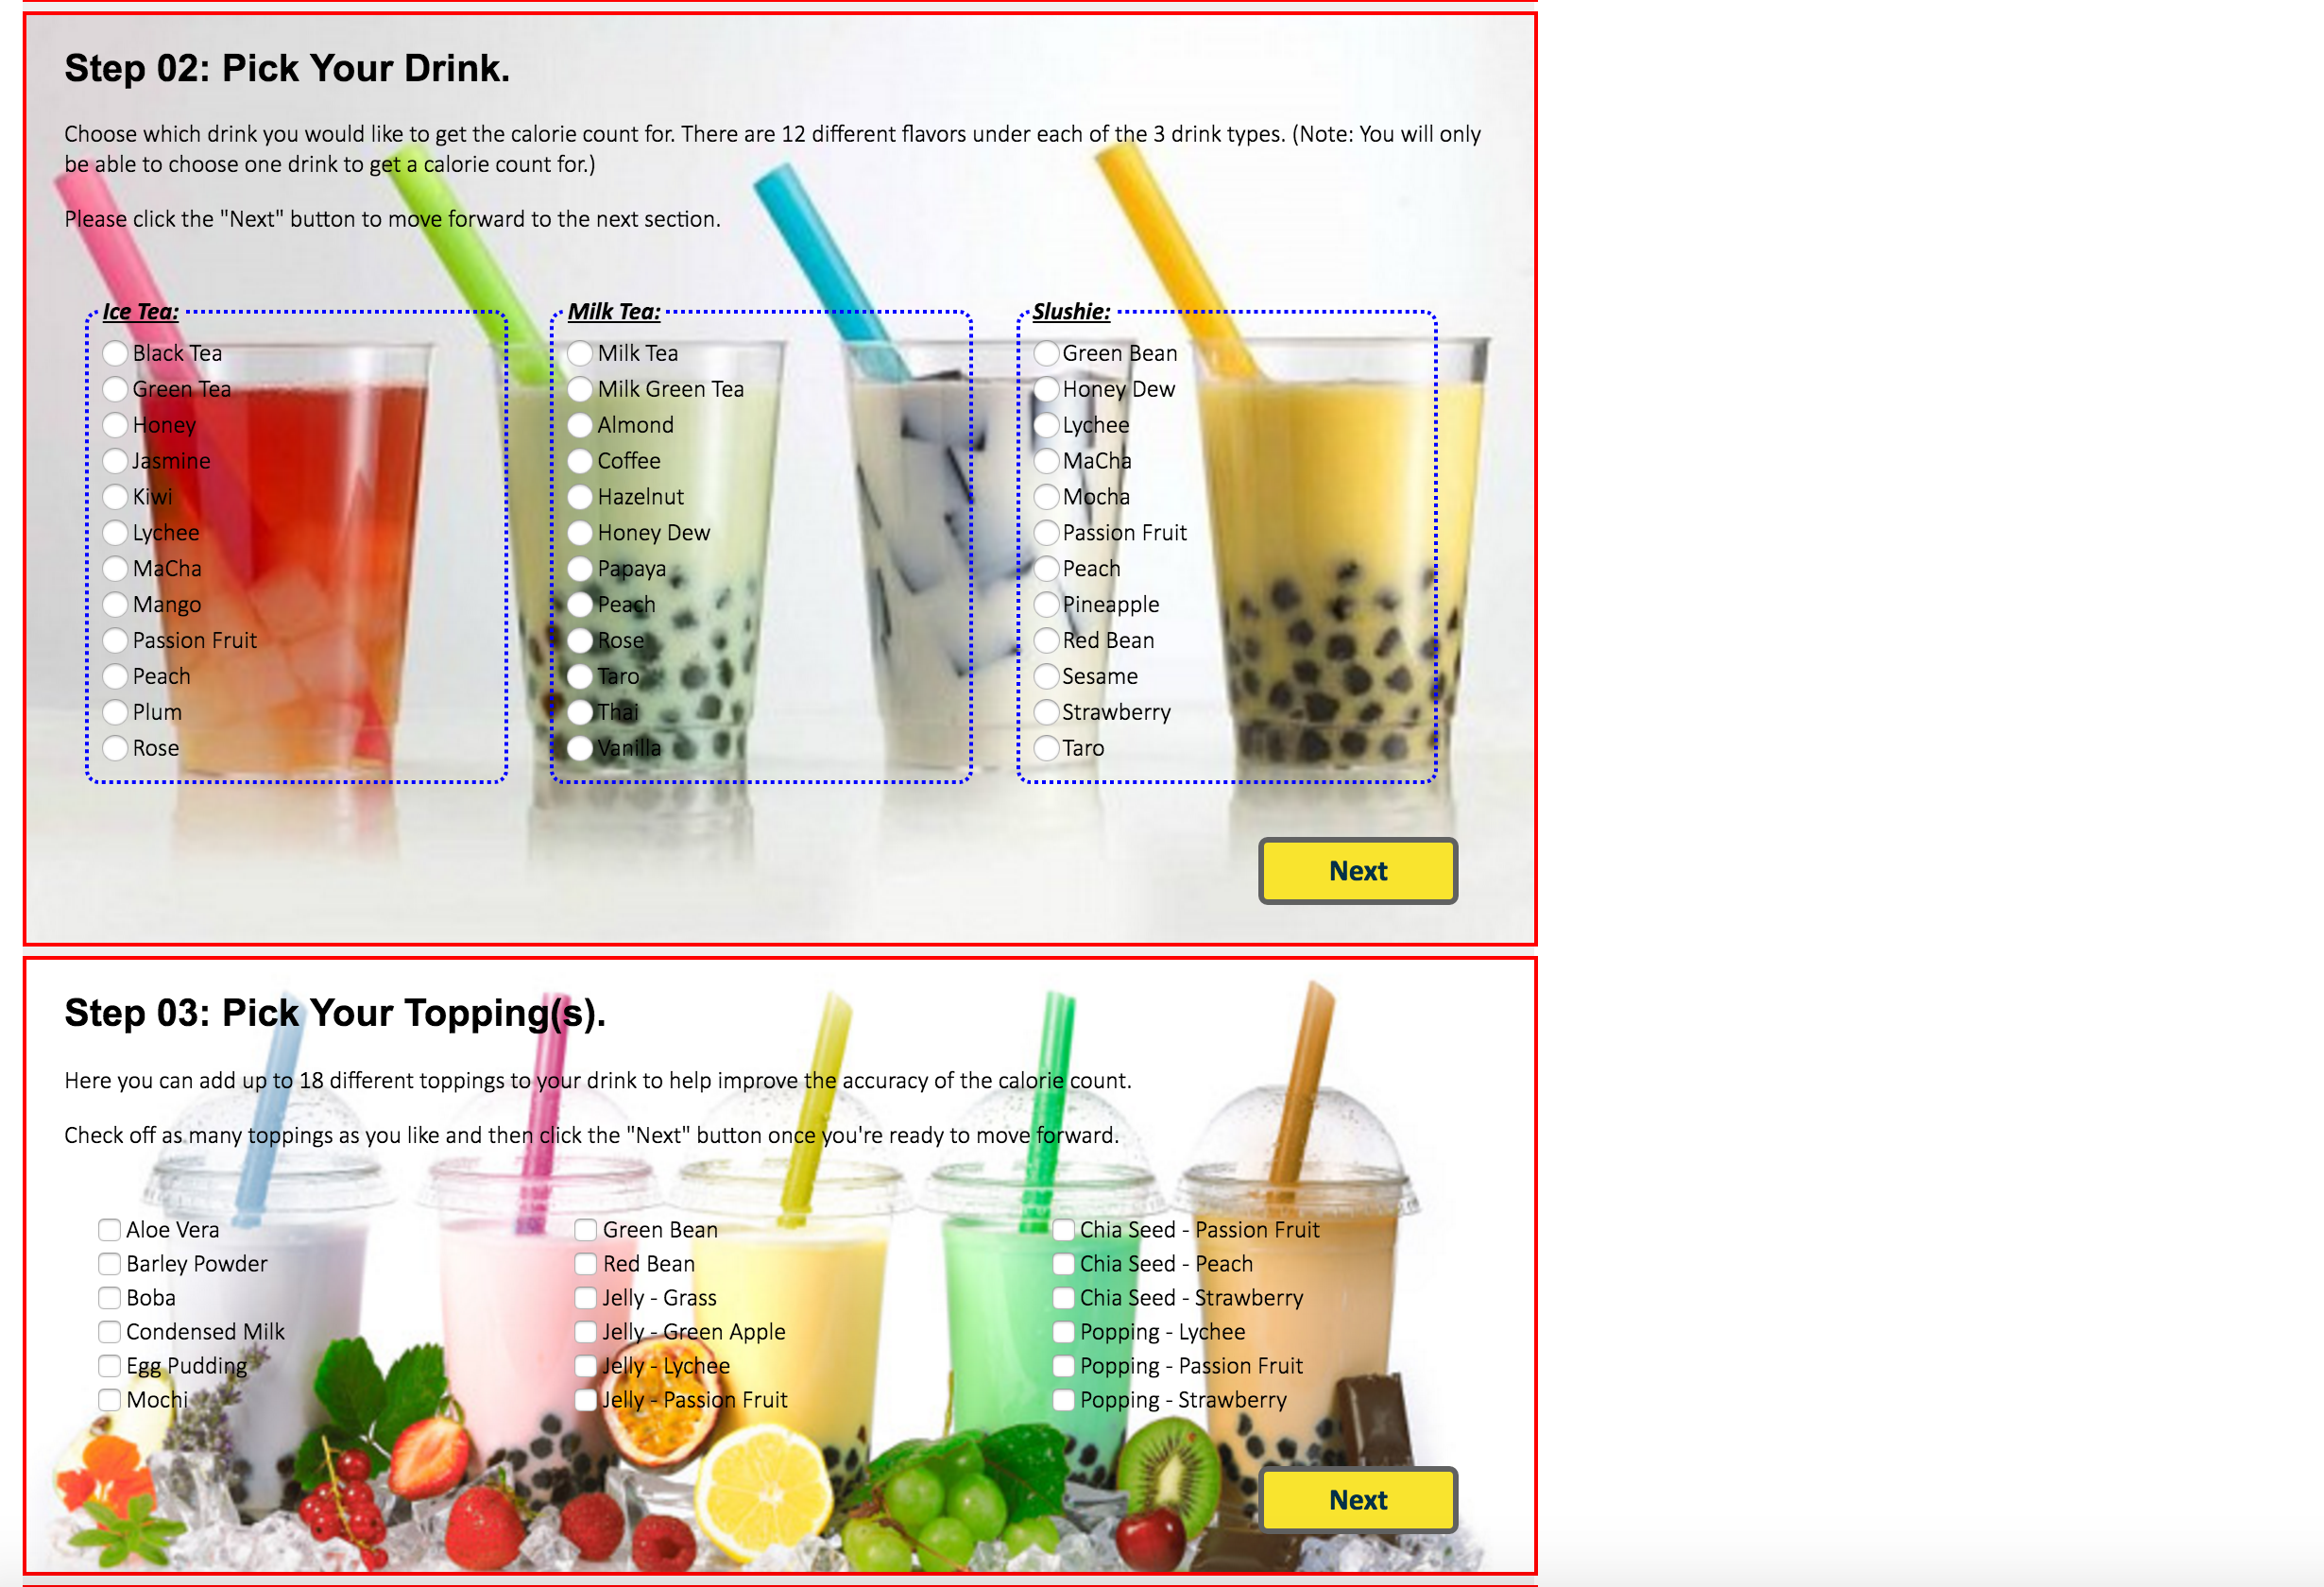 Step 02: Pick Your Drink.
Choose which drink you would like to get the calorie count for. There are 12 different flavors under each of the 3 drink types. (Note: You will only
be able to choose one drink to get a calorie count for.)
Please click the "Next" button to move forward to the next section.
Ice Tea:
Black Tea
Green Tea
Honey
Jasmine
Kiwi
Lychee
MaCha
Mango
Passion Fruit
Peach
Plum
Rose
Milk Tea:
Milk Tea
Milk Green Tea
Almond
Coffee
Hazelnut
Honey Dew
Papaya
Peach
Rose
Taro
Thai
Vanilla
Slushie:
Green Bean
Honey Dew
Lychee
MaCha
Mocha
Passion Fruit
Peach
Pineapple
Red Bean
Sesame
Strawberry
Taro
Next
Step 03: Pick Your Topping(s).
Here you can add up to 18 different toppings to your drink to help improve the accuracy of the calorie count.
Check off as many toppings as you like and then click the "Next" button once you're ready to move forward.
Aloe Vera
Barley Powder
Boba
Condensed Milk
Egg Pudding
Mochi
Green Bean
Red Bean
Jelly - Grass
Jelly - Green Apple
Jelly - Lychee
Jelly - Passion Fruit
Chia Seed - Passion Fruit
Chia Seed - Peach
Chia Seed - Strawberry
Popping - Lychee
Popping - Passion Fruit
Popping - Strawberry
Next